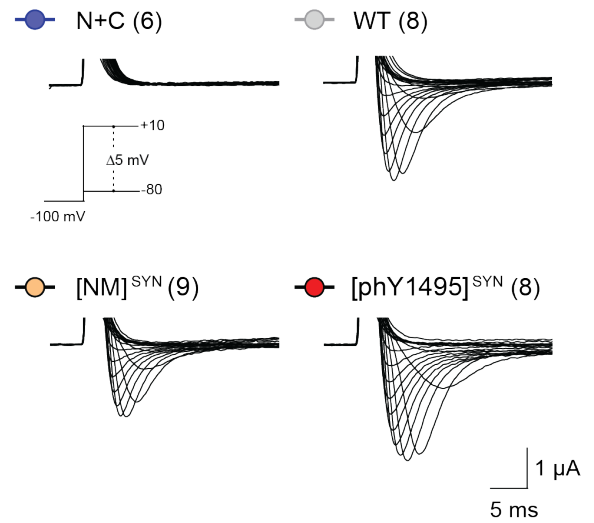 N+C (6)
WT (8)
+10
Δ5 mV
-80
-100 mV
[NM]SYN (9)
[phY1495]SYN (8)
1 µA
5 ms